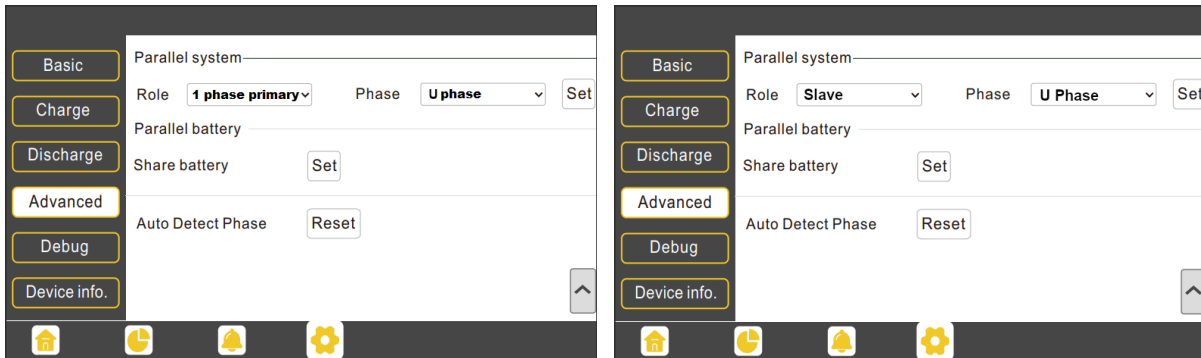 Basic
Charge
Discharge
Advanced
Debug
Device info.
Parallel system
Role 1 phase primary Phase U phase Set
Parallel battery
Share battery Set
Auto Detect Phase Reset
Basic
Charge
Discharge
Advanced
Debug
Device info.
Parallel system
Role Slave Phase U Phase Set
Parallel battery
Share battery Set
Auto Detect Phase Reset